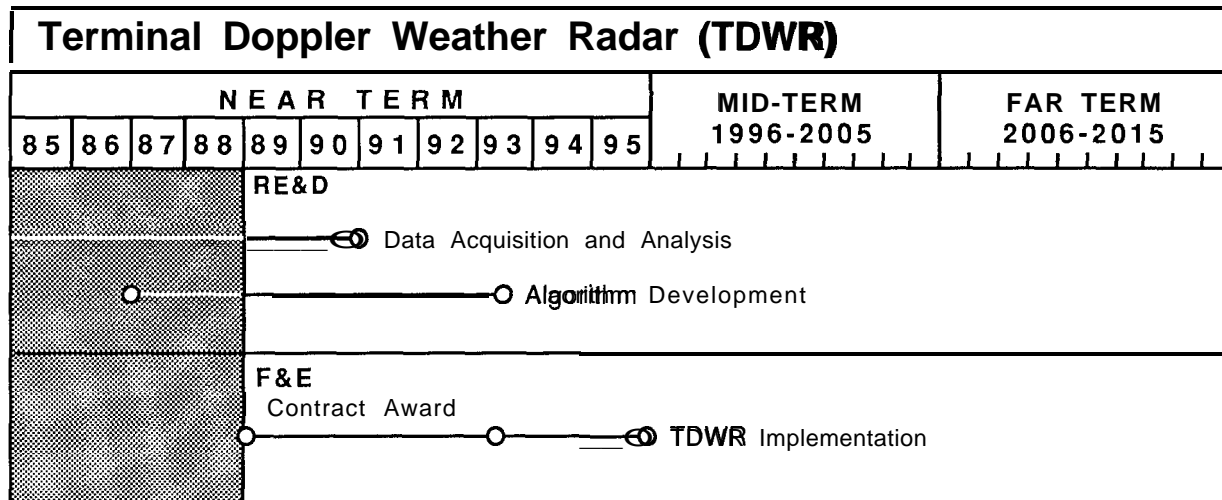 Terminal Doppler Weather Radar (TDWR)
NEAR TERM
MID-TERM
1996-2005
FAR TERM
2006-2015
85 86 87 88 89 90 91 92 93 94 95
RE&D
Data Acquisition and Analysis
Algorithm Development
F&E
Contract Award
TDWR Implementation